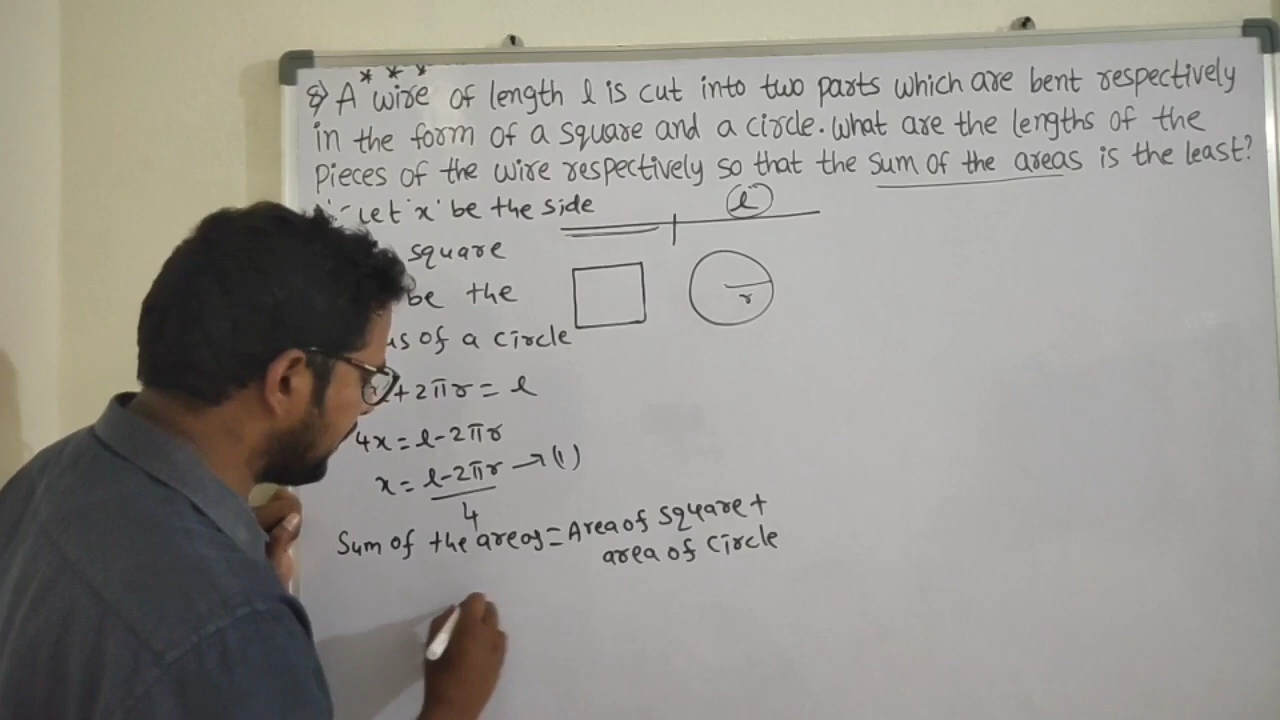 * * *
8) A wire of length l is cut into two parts which are bent respectively
in the form of a square and a circle. What are the lengths of the
pieces of the wire respectively so that the sum of the areas is the least?
Let 'x' be the side
l
square
be the
r
of a circle
+ 2πr = l
4x = l - 2πr
x = l - 2πr / 4 → (1)
Sum of the areas = Area of square +
area of circle